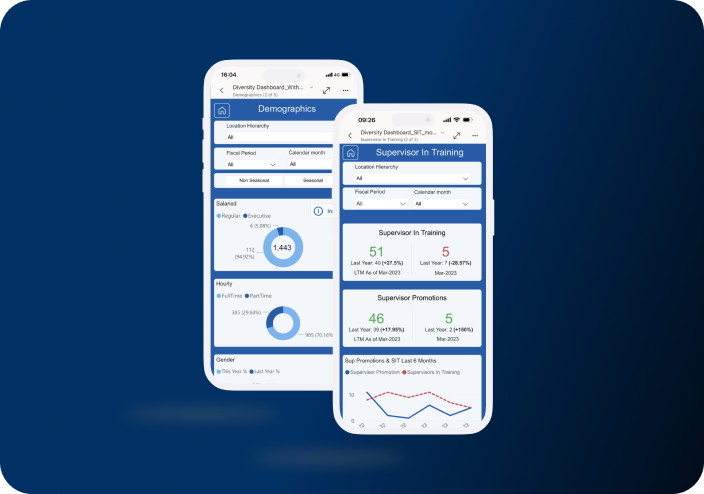 16:04
4G
Diversity Dashboard_With...
Demographics (2 of 5)
Demographics
Location Hierarchy
All
Fiscal Period
Calendar month
All
All
Non Seasonal
Seasonal
Salaried
In
Regular
Executive
6 (5.08%)
1,443
112
(94.92%)
Hourly
FullTime
PartTime
385 (29.84%)
905 (70.16%
Gender
This Year %
Last Year %
09:26
Diversity Dashboard_SIT_mo...
Supervisor In Training (2 of 2)
Supervisor In Training
Location Hierarchy
All
Fiscal Period
Calendar month
All
All
Supervisor In Training
51
5
Last Year: 40 (+27.5%)
Last Year: 7 (-28.57%)
LTM As of Mar-2023
Mar-2023
Supervisor Promotions
46
5
Last Year: 39 (+17.95%)
Last Year: 2 (+150%)
LTM As of Mar-2023
Mar-2023
Sup Promotions & SIT Last 6 Months
Supervisor Promotion
Supervisors In Training
10
0